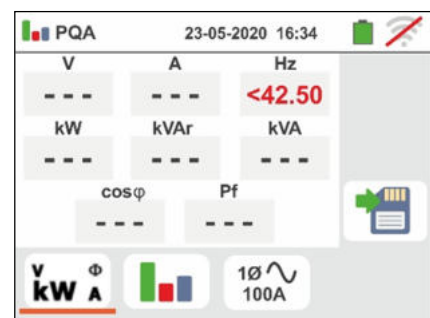 PQA 23-05-2020 16:34
V A Hz
--- --- <42.50
kW kVAr kVA
--- --- ---
cosφ Pf
--- ---
V Φ
kW A
1Ø
100A